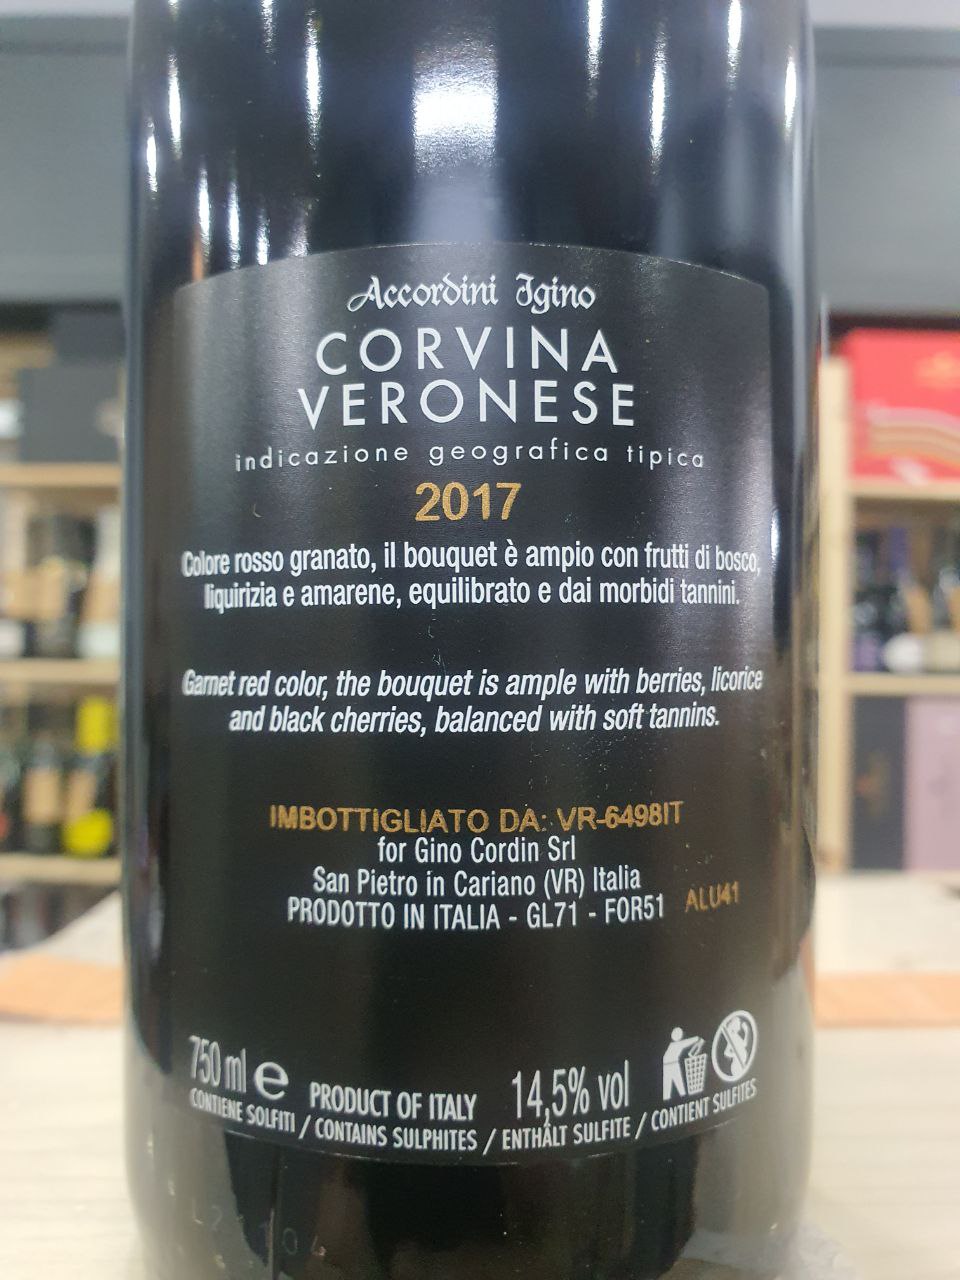 Accordini Igino
CORVINA
VERONESE
indicazione geografica tipica
2017
Colore rosso granato, il bouquet è ampio con frutti di bosco,
liquirizia e amarene, equilibrato e dai morbidi tannini.
Garnet red color, the bouquet is ample with berries, licorice
and black cherries, balanced with soft tannins.
IMBOTTIGLIATO DA: VR-6498IT
for Gino Cordin Srl
San Pietro in Cariano (VR) Italia
PRODOTTO IN ITALIA - GL71 - FOR51 ALU41
750 ml e PRODUCT OF ITALY 14,5% vol
CONTIENE SOLFITI / CONTAINS SULPHITES / ENTHÄLT SULFITE / CONTIENT SULFITES